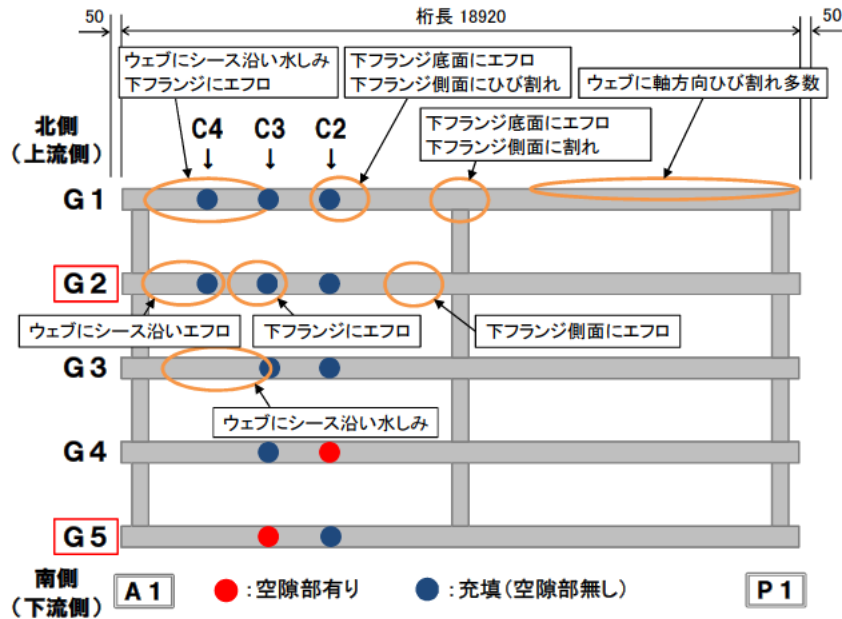 50
桁長 18920
50
ウェブにシース沿い水しみ
下フランジにエフロ
下フランジ底面にエフロ
下フランジ側面にひび割れ
ウェブに軸方向ひび割れ多数
下フランジ底面にエフロ
下フランジ側面に割れ
北側
(上流側)
C4
C3
C2
↓
↓
↓
G1
G2
ウェブにシース沿いエフロ
下フランジにエフロ
下フランジ側面にエフロ
G3
ウェブにシース沿い水しみ
G4
G5
南側
(下流側)
A1
:空隙部有り
:充填(空隙部無し)
P1